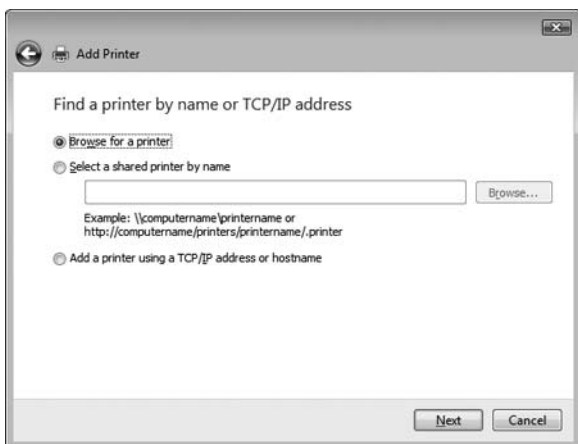 Add Printer
Find a printer by name or TCP/IP address
Browse for a printer
Select a shared printer by name
Browse...
Example: \\computername\printername or
http://computername/printers/printername/.printer
Add a printer using a TCP/IP address or hostname
Next Cancel